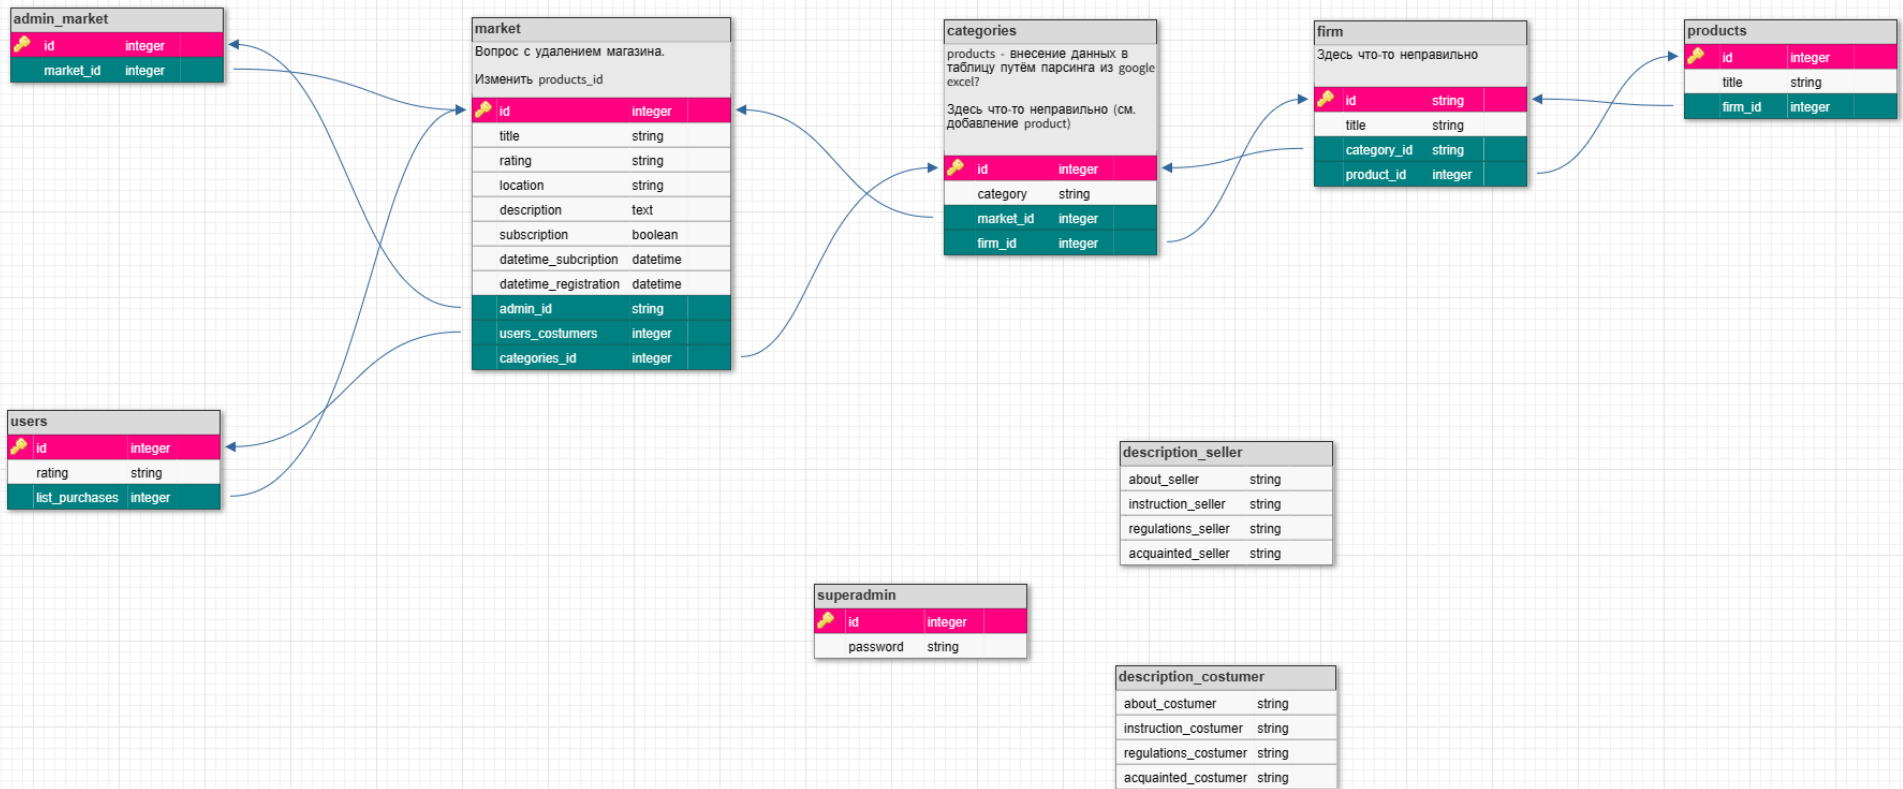 admin_market
id integer
market_id integer
market
Вопрос с удалением магазина.
Изменить products_id
id integer
title string
rating string
location string
description text
subscription boolean
datetime_subcription datetime
datetime_registration datetime
admin_id string
users_costumers integer
categories_id integer
categories
products - внесение данных в
таблицу путём парсинга из google
excel?
Здесь что-то неправильно (см.
добавление product)
id integer
category string
market_id integer
firm_id integer
firm
Здесь что-то неправильно
id string
title string
category_id string
product_id integer
products
id integer
title string
firm_id integer
users
id integer
rating string
list_purchases integer
description_seller
about_seller string
instruction_seller string
regulations_seller string
acquainted_seller string
superadmin
id integer
password string
description_costumer
about_costumer string
instruction_costumer string
regulations_costumer string
acquainted_costumer string